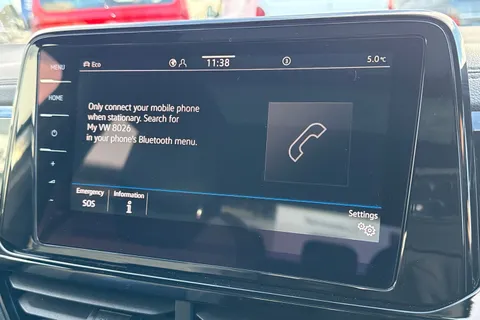 MENU
Eco 11:38 3 5.0°C
HOME
Only connect your mobile phone
when stationary. Search for
My VW 8026
in your phone's Bluetooth menu.
Emergency Information
SOS i
Settings